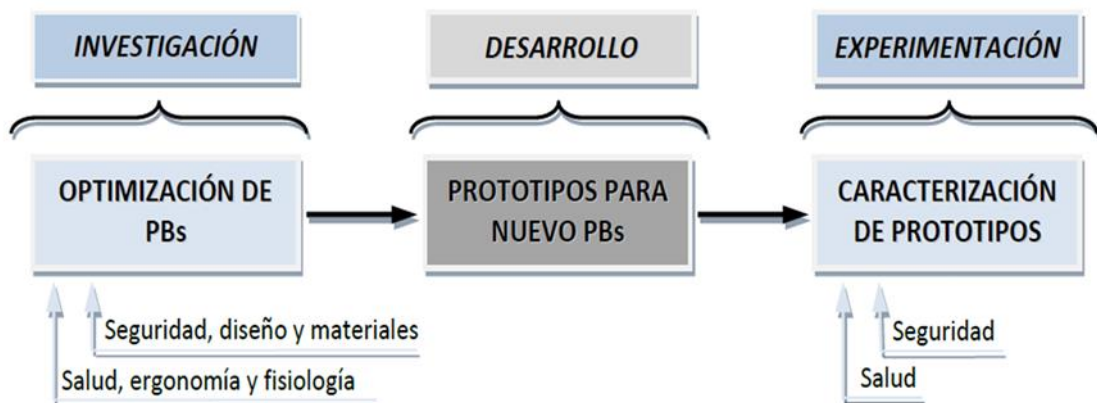 INVESTIGACIÓN
DESARROLLO
EXPERIMENTACIÓN
OPTIMIZACIÓN DE
PBs
PROTOTIPOS PARA
NUEVO PBs
CARACTERIZACIÓN
DE PROTOTIPOS
Seguridad, diseño y materiales
Salud, ergonomía y fisiología
Seguridad
Salud